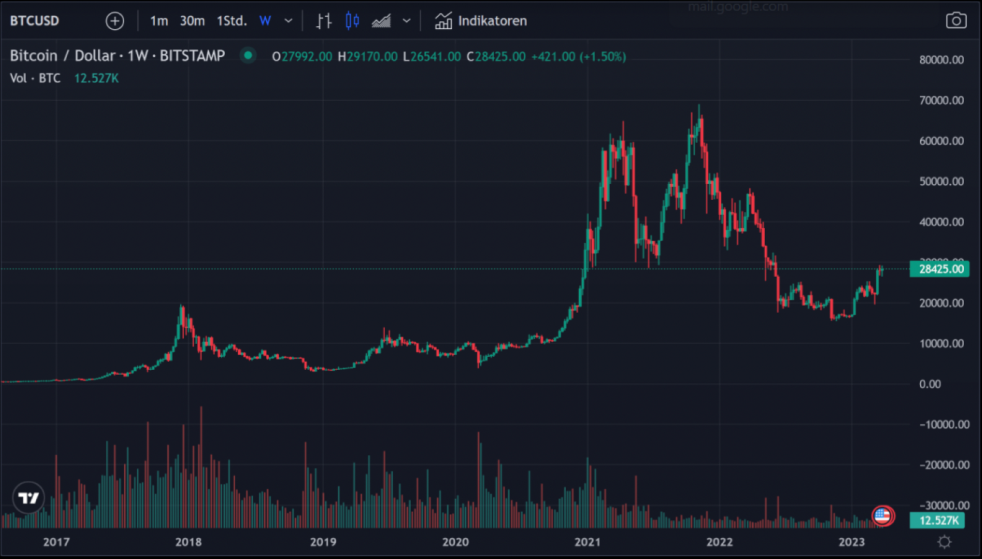 mail.google.com
BTCUSD 1m 30m 1Std. W Indikatoren
Bitcoin / Dollar · 1W · BITSTAMP O27992.00 H29170.00 L26541.00 C28425.00 +421.00 (+1.50%)
Vol · BTC 12.527K
80000.00
70000.00
60000.00
50000.00
40000.00
30000.00
28425.00
20000.00
10000.00
0.00
−10000.00
−20000.00
−30000.00
12.527K
2017 2018 2019 2020 2021 2022 2023